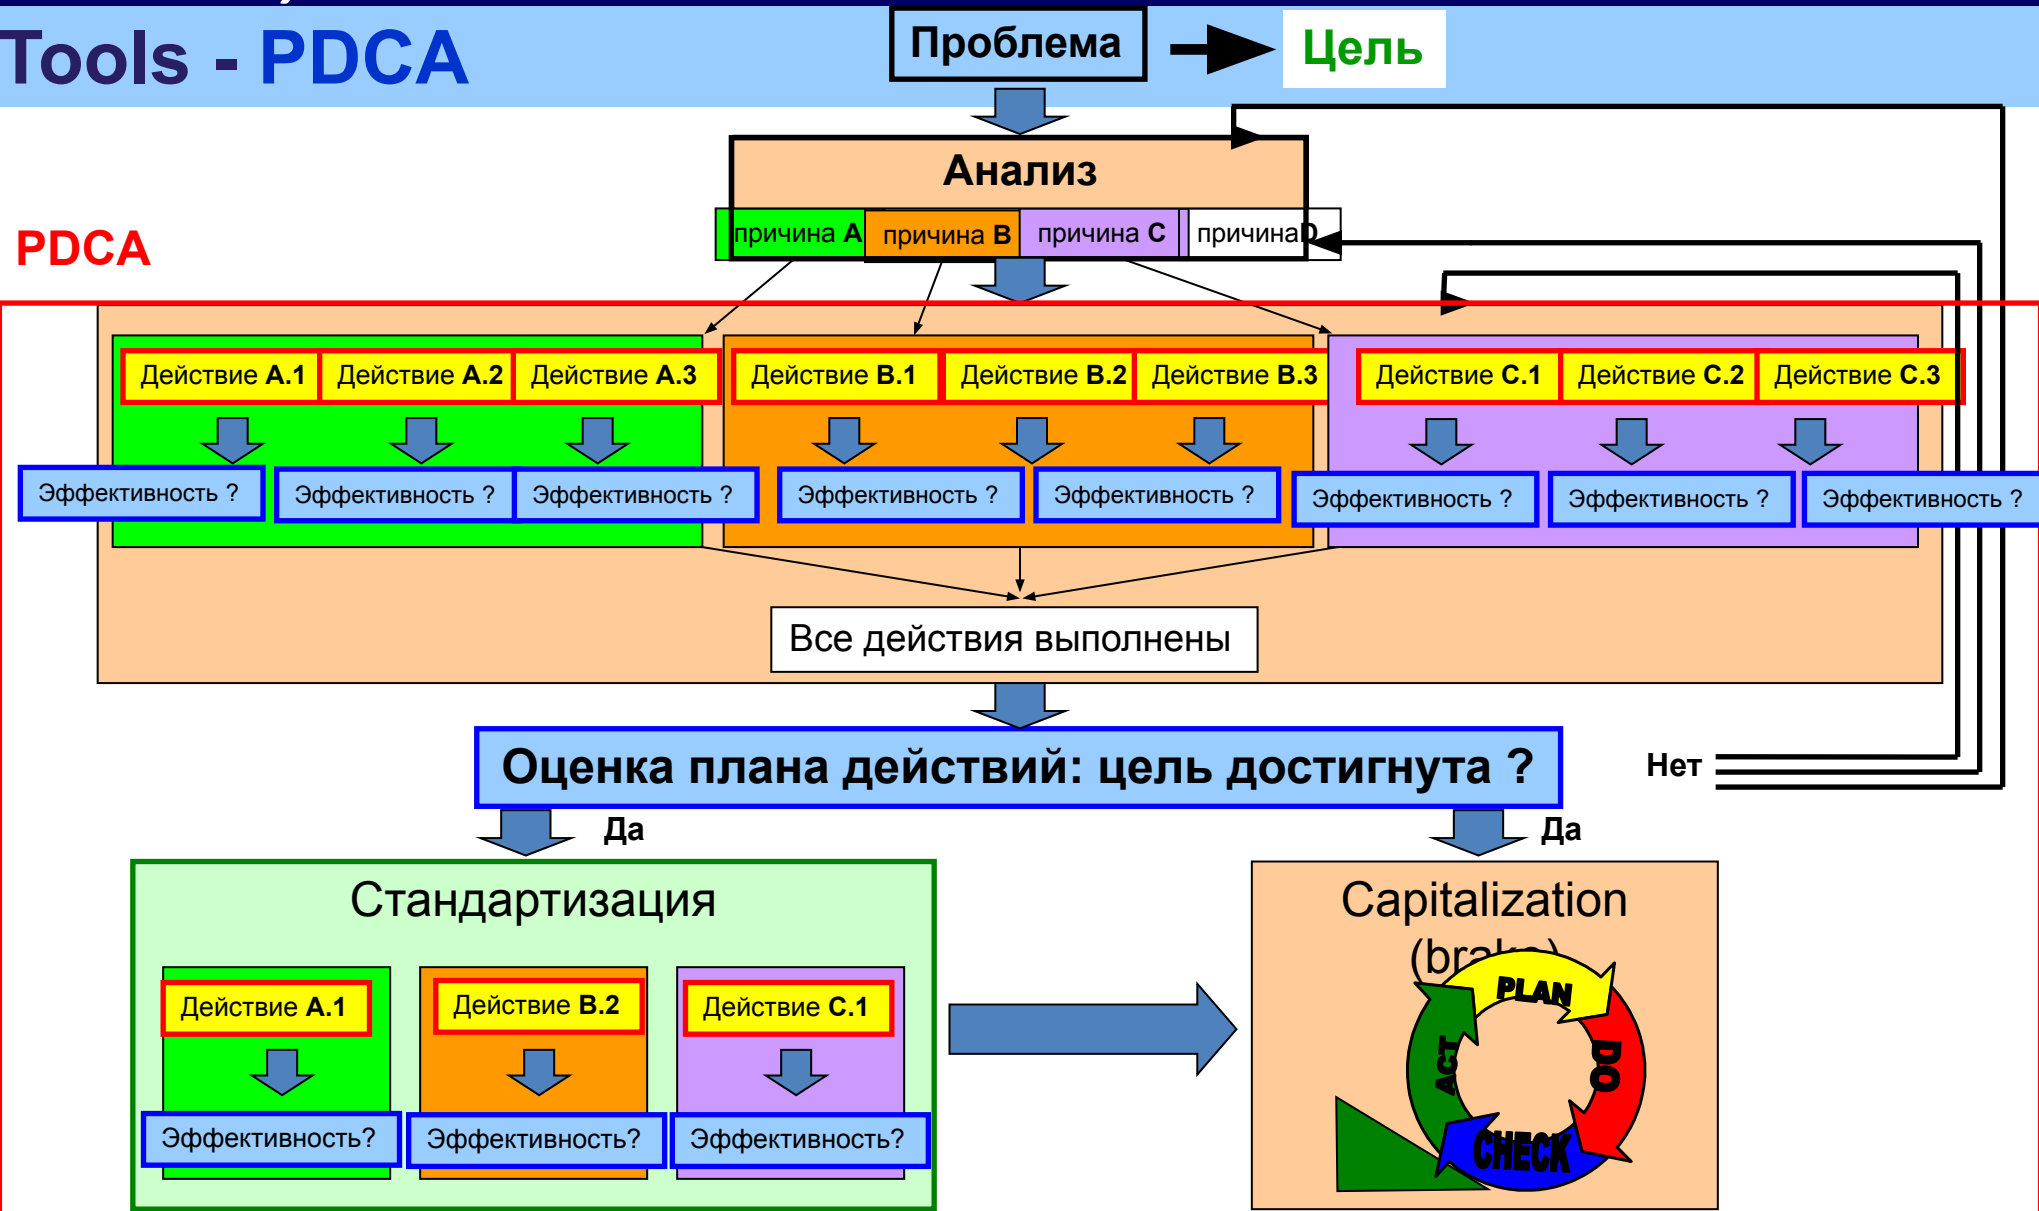 Tools - PDCA
Проблема
Цель
Анализ
причина A
причина B
причина C
причинаD
PDCA
Действие A.1
Действие A.2
Действие A.3
Действие B.1
Действие B.2
Действие B.3
Действие C.1
Действие C.2
Действие C.3
Эффективность ?
Эффективность ?
Эффективность ?
Эффективность ?
Эффективность ?
Эффективность ?
Эффективность ?
Эффективность ?
Все действия выполнены
Оценка плана действий: цель достигнута ?
Нет
Да
Да
Стандартизация
Capitalization
(brake)
Действие A.1
Действие B.2
Действие C.1
Эффективность?
Эффективность?
Эффективность?
PLAN
DO
CHECK
ACT